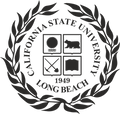 CALIFORNIA STATE UNIVERSITY
1949
LONG BEACH